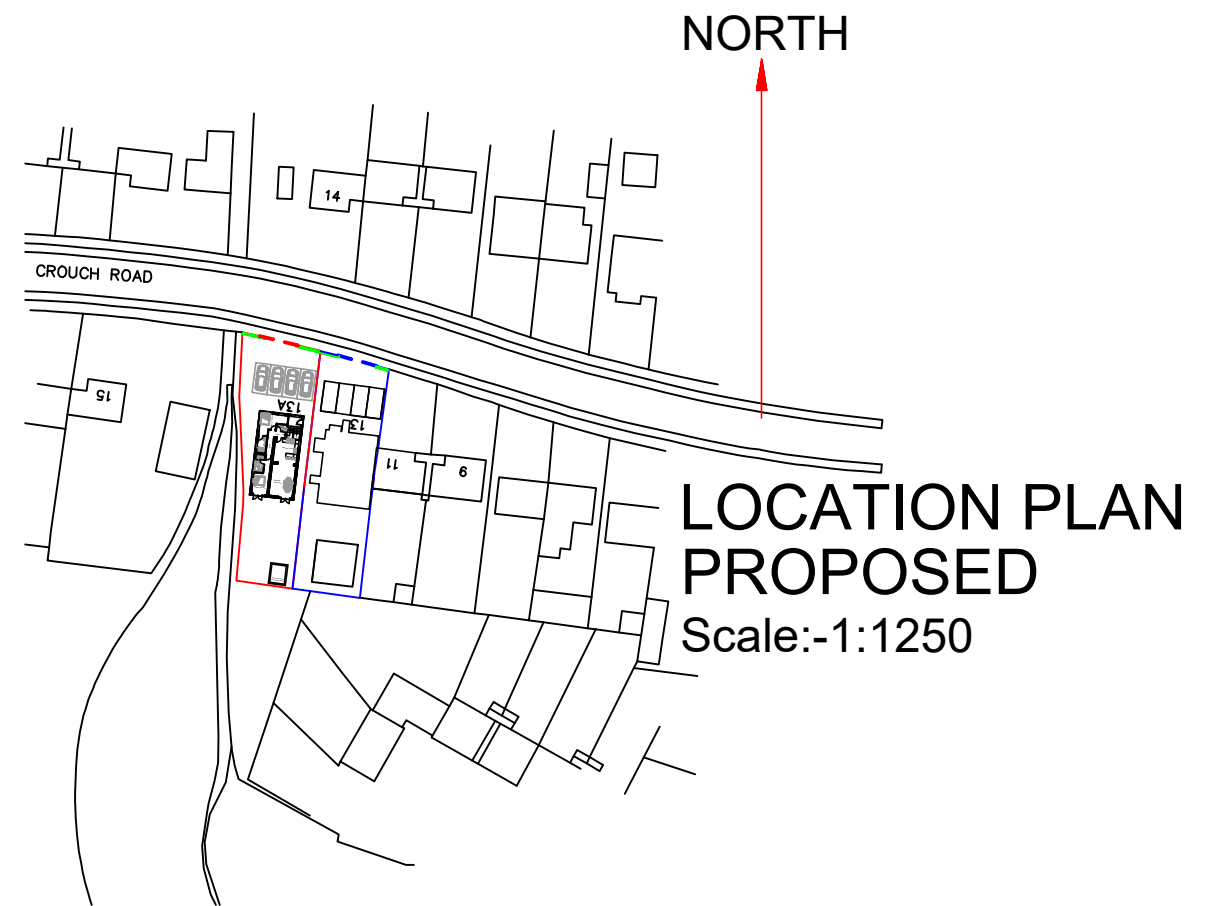 NORTH
14
CROUCH ROAD
15
13A
13
11
9
LOCATION PLAN
PROPOSED
Scale:-1:1250